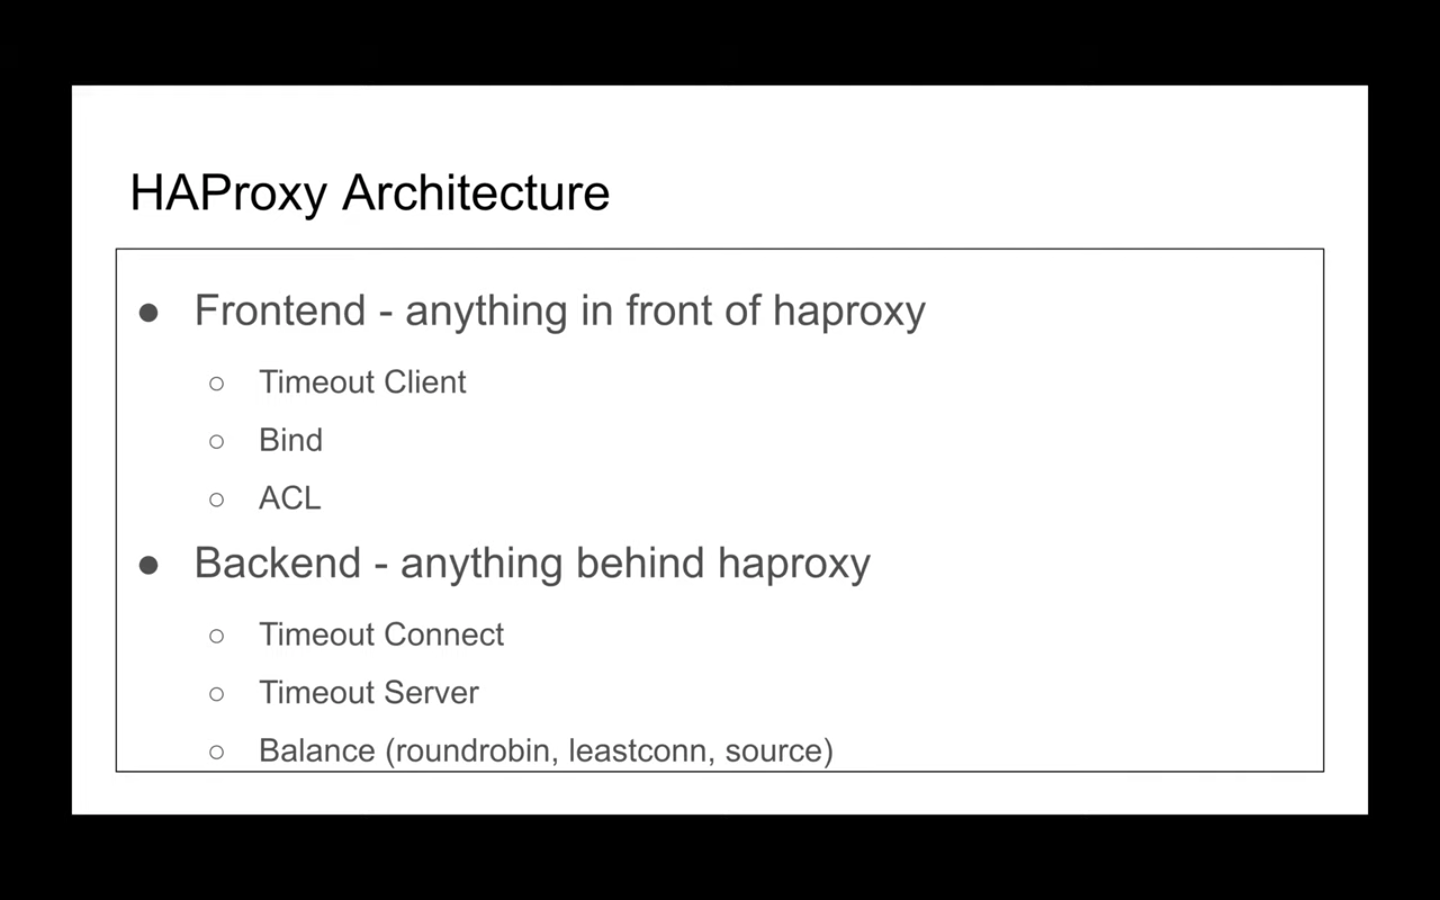 HAProxy Architecture
● Frontend - anything in front of haproxy
○ Timeout Client
○ Bind
○ ACL
● Backend - anything behind haproxy
○ Timeout Connect
○ Timeout Server
○ Balance (roundrobin, leastconn, source)